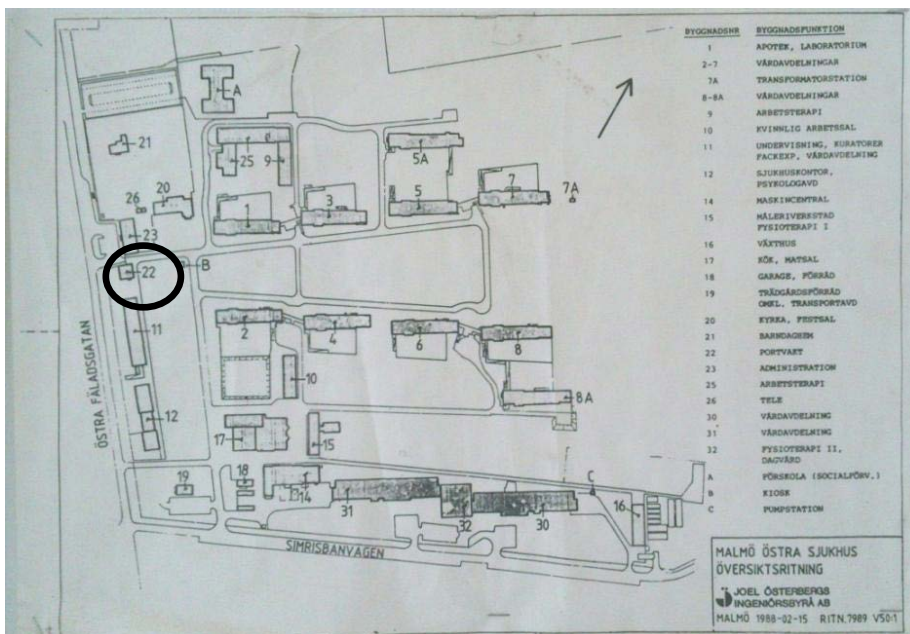 BYGGNADSNR BYGGNADSFUNKTION
1 APOTEK, LABORATORIUM
2-7 VÅRDAVDELNINGAR
7A TRANSFORMATORSTATION
8-8A VÅRDAVDELNINGAR
9 ARBETSTERAPI
10 KVINNLIG ARBETSSAL
11 UNDERVISNING, KURATORER
FACKEXP, VÅRDAVDELNING
12 SJUKHUSKONTOR,
PSYKOLOGAVD
14 MASKINCENTRAL
15 MÅLERIVERKSTAD
FYSIOTERAPI I
16 VÄXTHUS
17 KÖK, MATSAL
18 GARAGE, FÖRRÅD
19 TRÄDGÅRDSFÖRRÅD
OMKL. TRANSPORTAVD
20 KYRKA, FESTSAL
21 BARNDAGHEM
22 PORTVAKT
23 ADMINISTRATION
25 ARBETSTERAPI
26 TELE
30 VÅRDAVDELNING
31 VÅRDAVDELNING
32 FYSIOTERAPI II,
DAGVÅRD
A FÖRSKOLA (SOCIALFÖRV.)
B KIOSK
C PUMPSTATION
A
21
25
9
5A
26
20
1
3
5
7
7A
23
22
B
11
2
4
6
8
10
8A
12
17
15
19
18
14
31
32
30
C
16
ÖSTRA FÄLADSGATAN
SIMRISBANVÄGEN
MALMÖ ÖSTRA SJUKHUS
ÖVERSIKTSRITNING
JOEL ÖSTERBERGS
INGENIÖRSBYRÅ AB
MALMÖ 1988-02-15 RITN.7989 V50:1